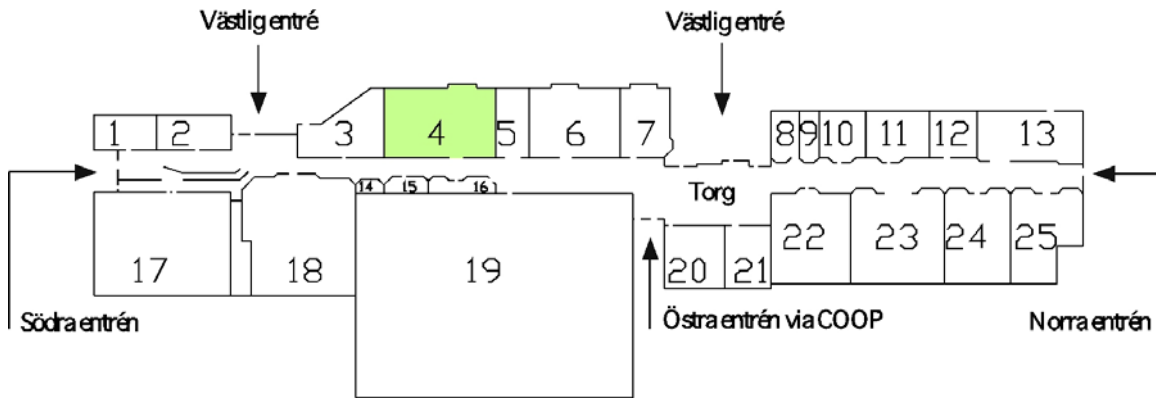 Västlig entré Västlig entré
1 2 3 4 5 6 7 8 9 10 11 12 13
14 15 16 Torg
17 18 19 20 21 22 23 24 25
Södra entrén Östra entrén via COOP Norra entrén